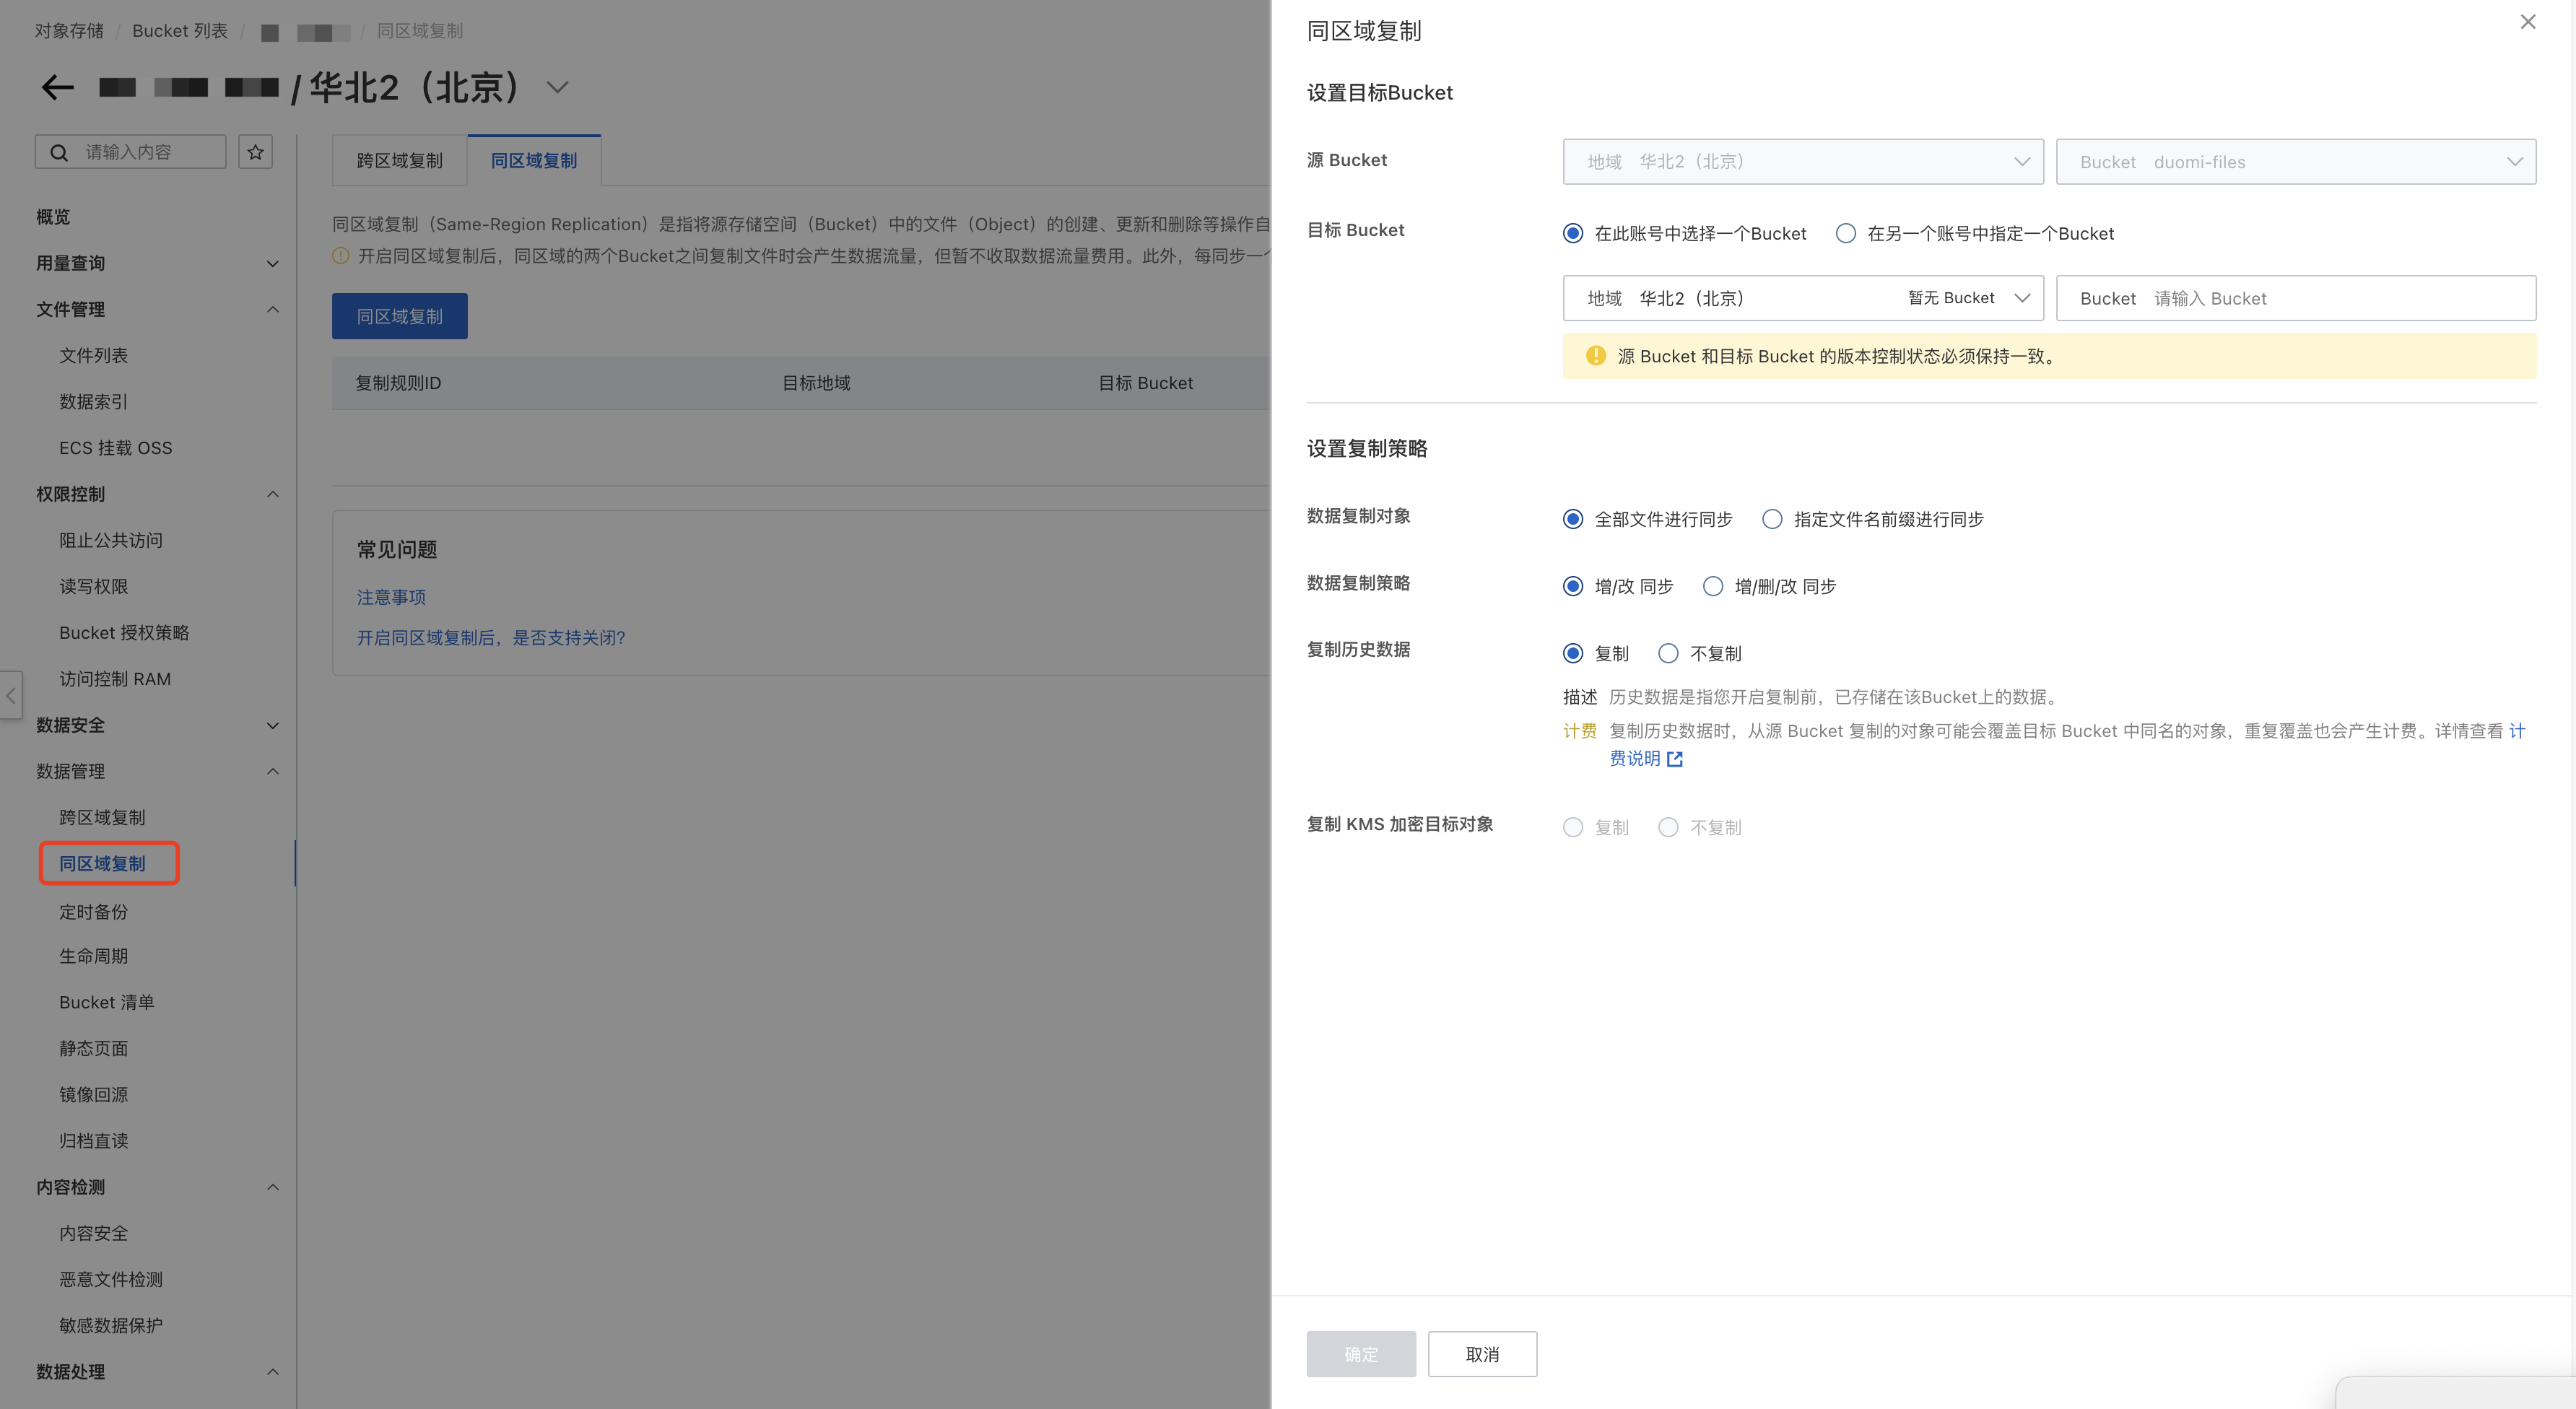 对象存储 / Bucket 列表 / / 同区域复制
/ 华北2（北京）
请输入内容
概览
用量查询
文件管理
文件列表
数据索引
ECS 挂载 OSS
权限控制
阻止公共访问
读写权限
Bucket 授权策略
访问控制 RAM
数据安全
数据管理
跨区域复制
同区域复制
定时备份
生命周期
Bucket 清单
静态页面
镜像回源
归档直读
内容检测
内容安全
恶意文件检测
敏感数据保护
数据处理
跨区域复制 同区域复制
同区域复制（Same-Region Replication）是指将源存储空间（Bucket）中的文件（Object）的创建、更新和删除等操作自
开启同区域复制后，同区域的两个Bucket之间复制文件时会产生数据流量，但暂不收取数据流量费用。此外，每同步一个
同区域复制
复制规则ID 目标地域 目标 Bucket
常见问题
注意事项
开启同区域复制后，是否支持关闭?
同区域复制
设置目标Bucket
源 Bucket 地域 华北2（北京） Bucket duomi-files
目标 Bucket 在此账号中选择一个Bucket 在另一个账号中指定一个Bucket
地域 华北2（北京） 暂无 Bucket Bucket 请输入 Bucket
源 Bucket 和目标 Bucket 的版本控制状态必须保持一致。
设置复制策略
数据复制对象 全部文件进行同步 指定文件名前缀进行同步
数据复制策略 增/改 同步 增/删/改 同步
复制历史数据 复制 不复制
描述 历史数据是指您开启复制前，已存储在该Bucket上的数据。
计费 复制历史数据时，从源 Bucket 复制的对象可能会覆盖目标 Bucket 中同名的对象，重复覆盖也会产生计费。详情查看 计
费说明
复制 KMS 加密目标对象 复制 不复制
确定 取消